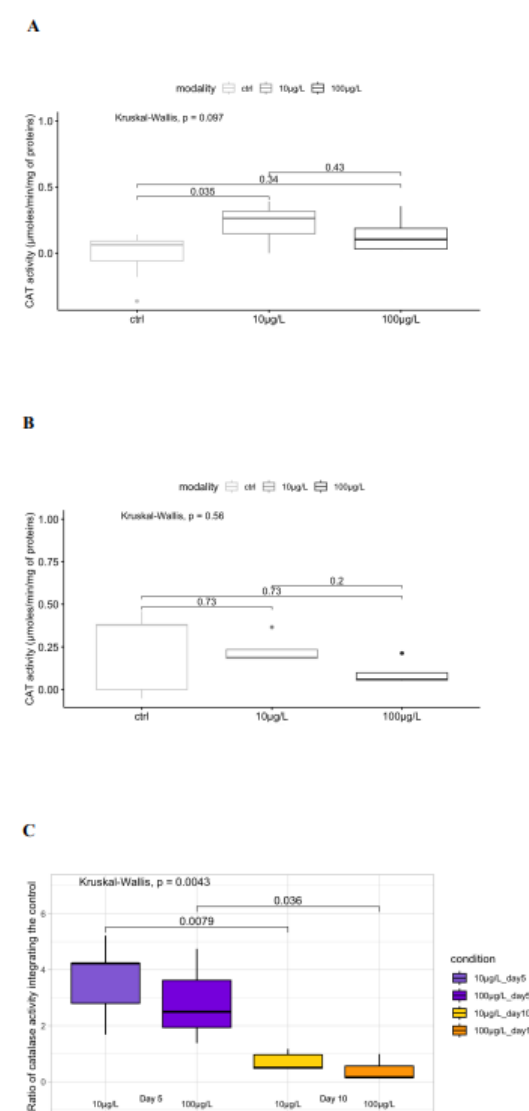 A
modality ctrl 10µg/L 100µg/L
Kruskal-Wallis, p = 0.097
CAT activity (µmoles/min/mg of proteins)
1.0
0.5
0.0
0.43
0.34
0.035
ctrl 10µg/L 100µg/L
B
modality ctrl 10µg/L 100µg/L
Kruskal-Wallis, p = 0.56
CAT activity (µmoles/min/mg of proteins)
1.00
0.75
0.50
0.25
0.00
0.2
0.73
0.73
ctrl 10µg/L 100µg/L
C
Kruskal-Wallis, p = 0.0043
Ratio of catalase activity integrating the control
6
4
2
0
0.036
0.0079
10µg/L Day 5 100µg/L 10µg/L Day 10 100µg/L
condition
10µg/L_day5
100µg/L_day5
10µg/L_day10
100µg/L_day1